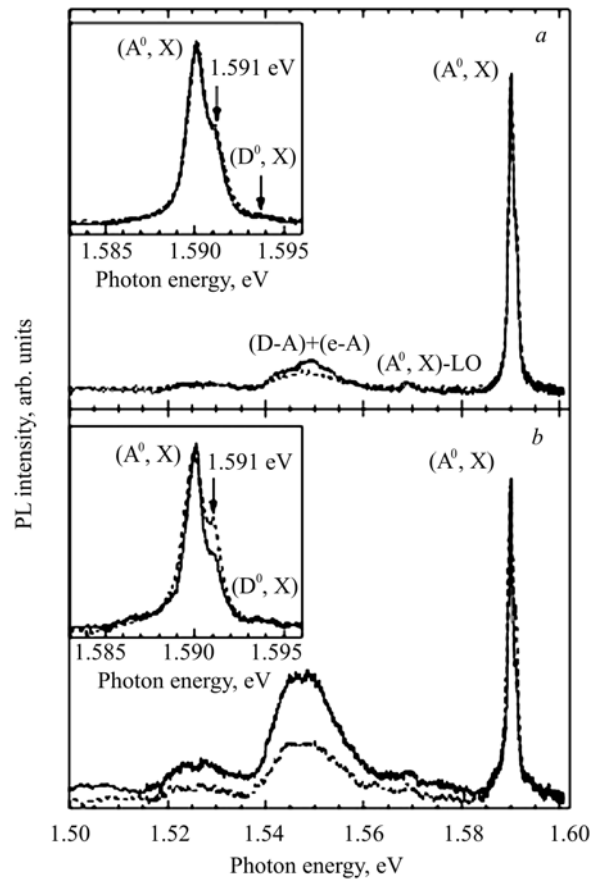 a
(A⁰, X)
1.591 eV
(D⁰, X)
1.585 1.590 1.595
Photon energy, eV
(A⁰, X)
(D-A)+(e-A)
(A⁰, X)-LO
PL intensity, arb. units
b
(A⁰, X)
1.591 eV
(D⁰, X)
1.585 1.590 1.595
Photon energy, eV
(A⁰, X)
1.50 1.52 1.54 1.56 1.58 1.60
Photon energy, eV